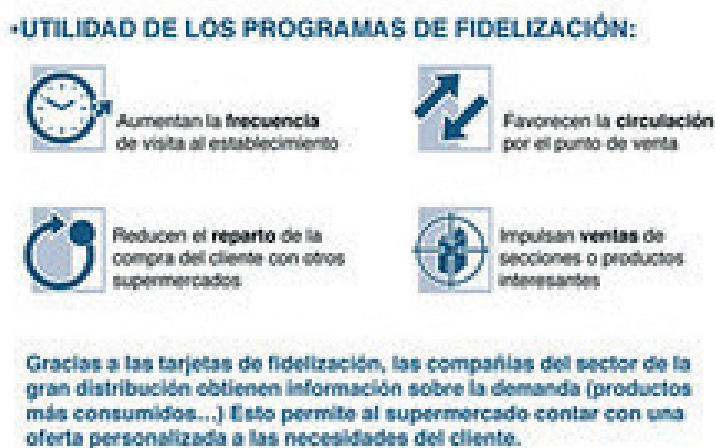 •UTILIDAD DE LOS PROGRAMAS DE FIDELIZACIÓN:
Aumentan la frecuencia
de visita al establecimiento
Favorecen la circulación
por el punto de venta
Reducen el reparto de la
compra del cliente con otros
supermercados
Impulsan ventas de
secciones o productos
interesantes
Gracias a las tarjetas de fidelización, las compañías del sector de la
gran distribución obtienen información sobre la demanda (productos
más consumidos...) Esto permite al supermercado contar con una
oferta personalizada a las necesidades del cliente.